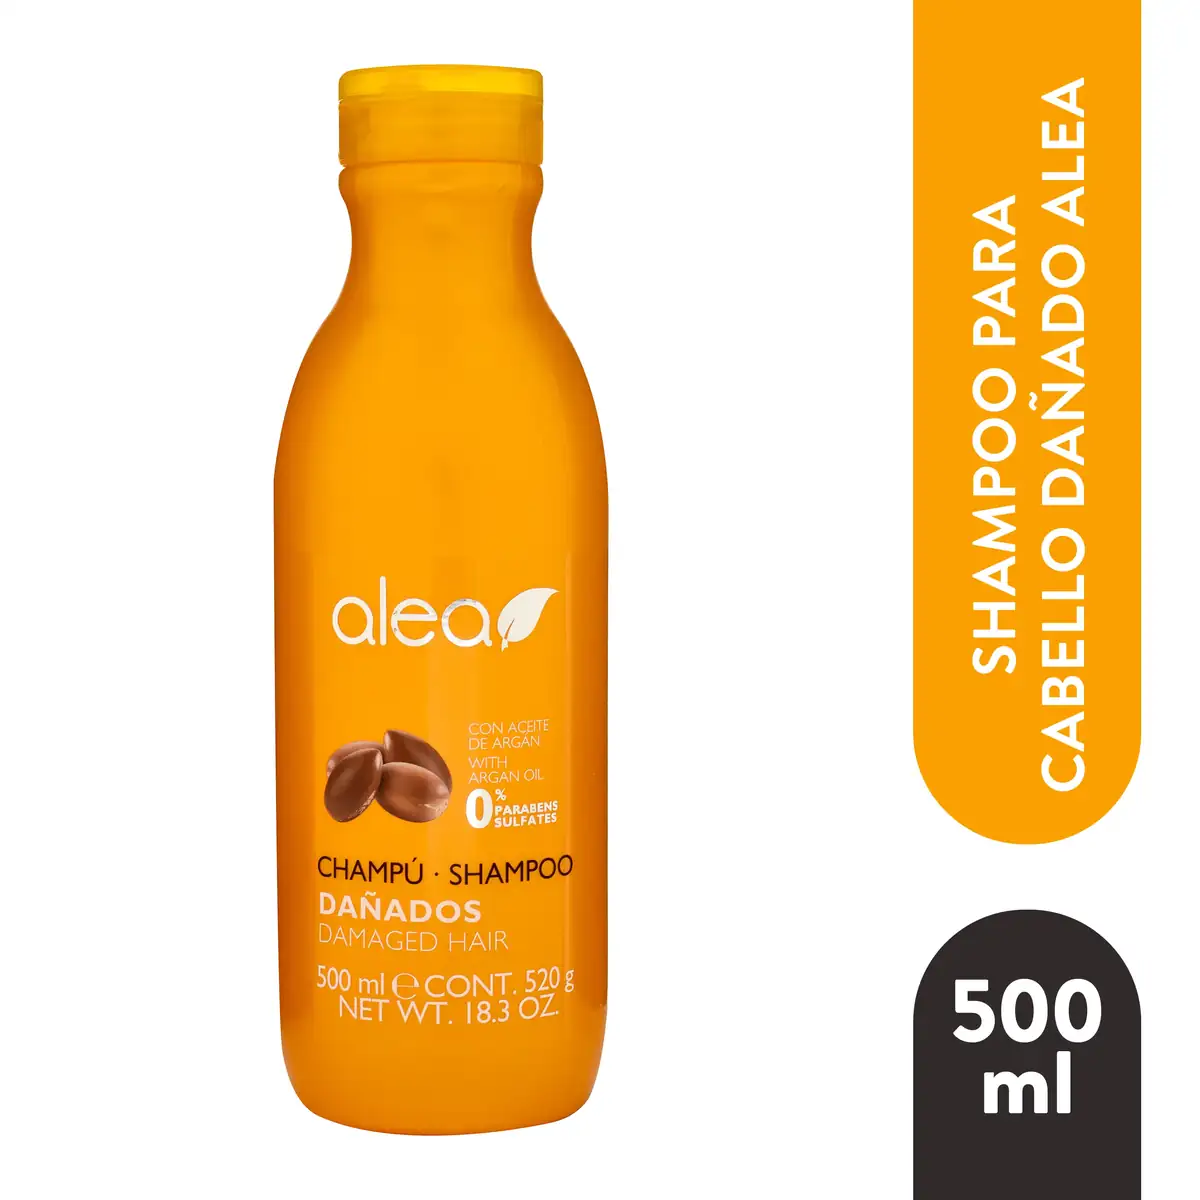 alea
CON ACEITE
DE ARGAN
WITH
ARGAN OIL
0%
PARABENS
SULFATES
CHAMPÚ · SHAMPOO
DAÑADOS
DAMAGED HAIR
500 ml ℮ CONT. 520 g
NET WT. 18.3 OZ.
SHAMPOO PARA
CABELLO DAÑADO ALEA
500
ml